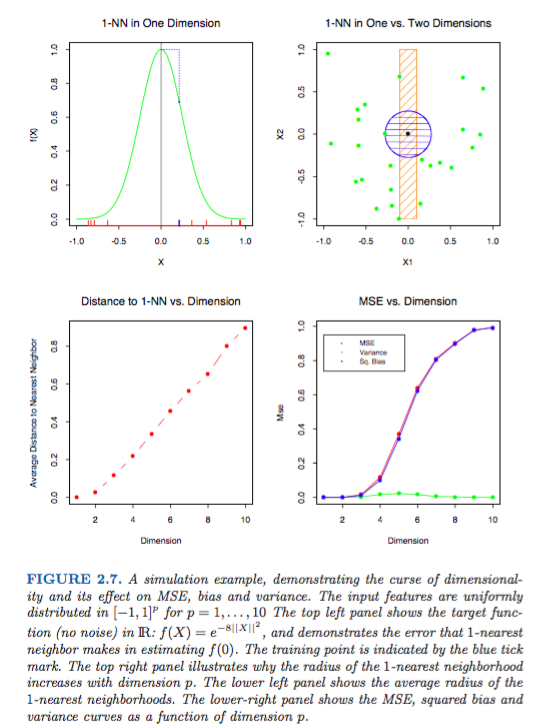 1-NN in One Dimension
f(X)
0.0 0.2 0.4 0.6 0.8 1.0
-1.0 -0.5 0.0 0.5 1.0
X
1-NN in One vs. Two Dimensions
X2
-1.0 -0.5 0.0 0.5 1.0
-1.0 -0.5 0.0 0.5 1.0
X1
Distance to 1-NN vs. Dimension
Average Distance to Nearest Neighbor
0.0 0.2 0.4 0.6 0.8
2 4 6 8 10
Dimension
MSE vs. Dimension
Mse
0.0 0.2 0.4 0.6 0.8 1.0
MSE
Variance
Sq. Bias
2 4 6 8 10
Dimension
FIGURE 2.7. A simulation example, demonstrating the curse of dimensional-
ity and its effect on MSE, bias and variance. The input features are uniformly
distributed in [−1, 1]ᵖ for p = 1, . . . , 10 The top left panel shows the target func-
tion (no noise) in IR: f(X) = e^{−8||X||²}, and demonstrates the error that 1-nearest
neighbor makes in estimating f(0). The training point is indicated by the blue tick
mark. The top right panel illustrates why the radius of the 1-nearest neighborhood
increases with dimension p. The lower left panel shows the average radius of the
1-nearest neighborhoods. The lower-right panel shows the MSE, squared bias and
variance curves as a function of dimension p.